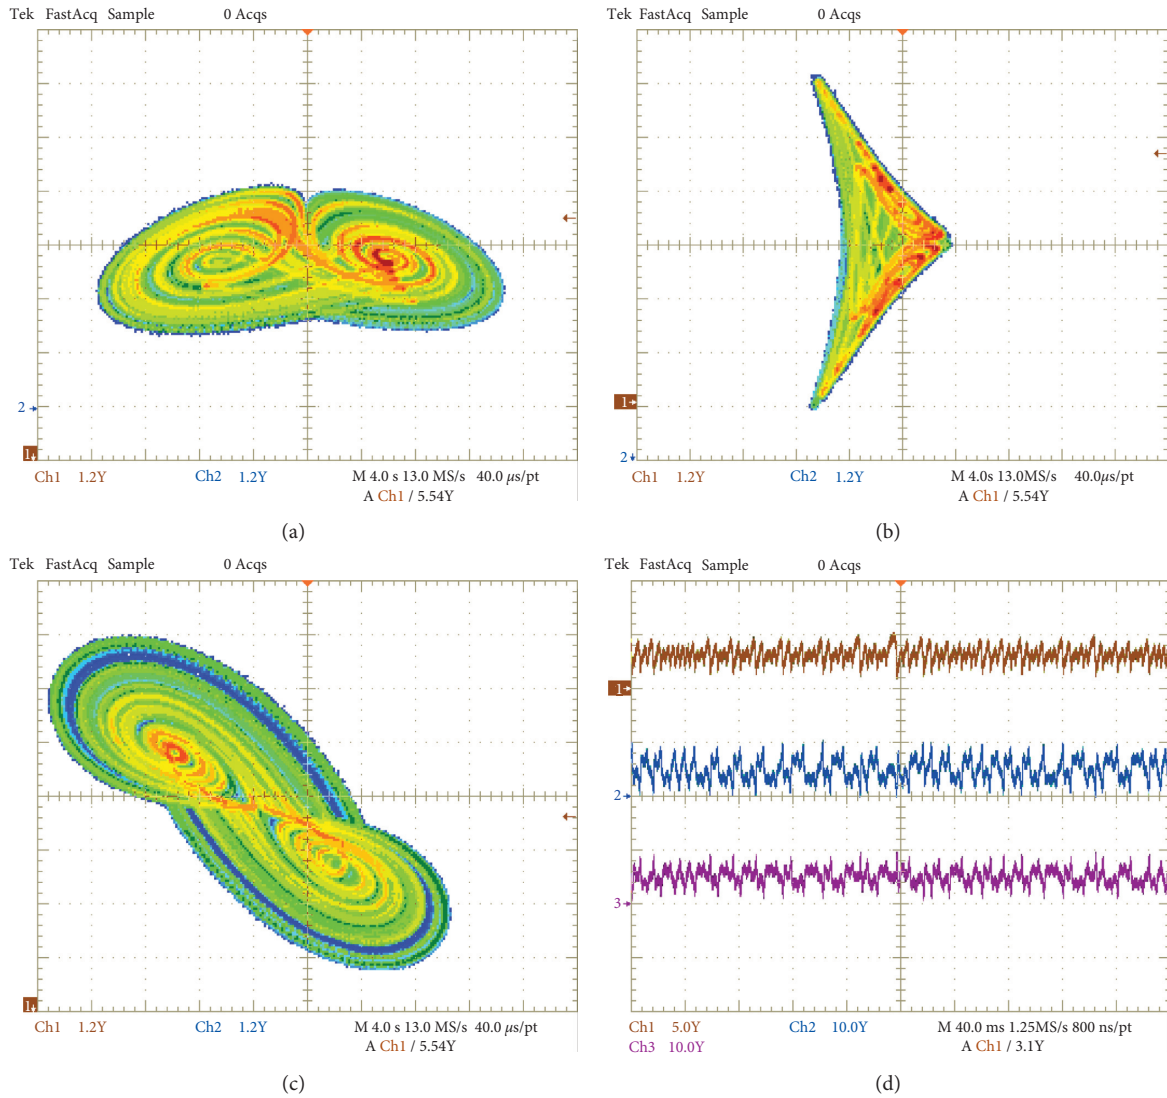 Tek FastAcq Sample 0 Acqs
2
1
Ch1 1.2Y Ch2 1.2Y M 4.0 s 13.0 MS/s 40.0 µs/pt
A Ch1 / 5.54Y
(a)
Tek FastAcq Sample 0 Acqs
1
2
Ch1 1.2Y Ch2 1.2Y M 4.0s 13.0MS/s 40.0µs/pt
A Ch1 / 5.54Y
(b)
Tek FastAcq Sample 0 Acqs
1
Ch1 1.2Y Ch2 1.2Y M 4.0 s 13.0 MS/s 40.0 µs/pt
A Ch1 / 5.54Y
(c)
Tek FastAcq Sample 0 Acqs
1
2
3
Ch1 5.0Y Ch2 10.0Y M 40.0 ms 1.25MS/s 800 ns/pt
Ch3 10.0Y A Ch1 / 3.1Y
(d)